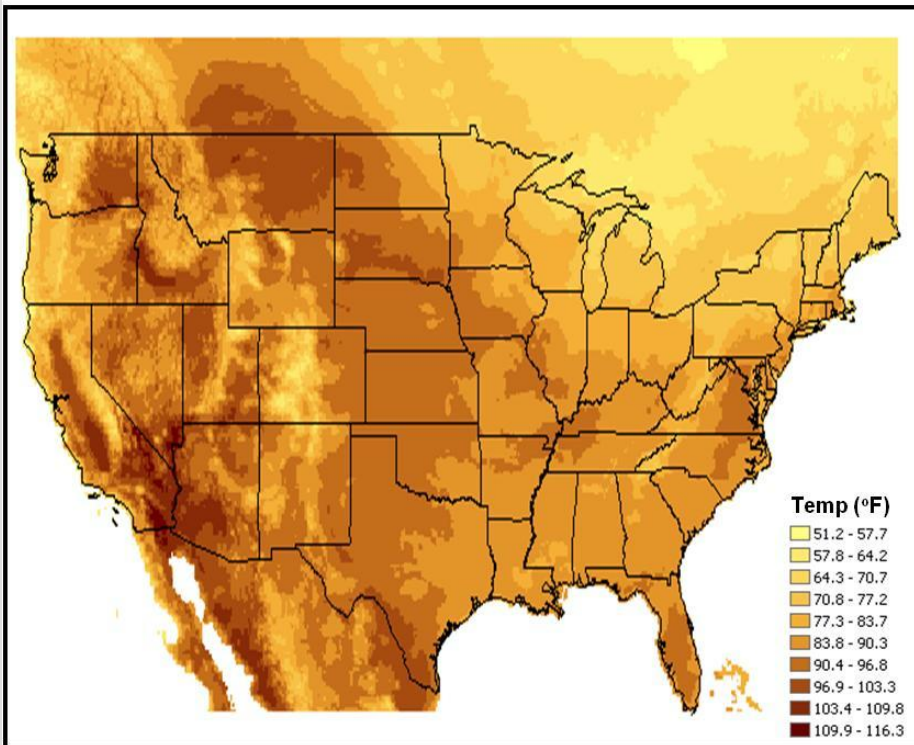 Temp (ºF)
51.2 - 57.7
57.8 - 64.2
64.3 - 70.7
70.8 - 77.2
77.3 - 83.7
83.8 - 90.3
90.4 - 96.8
96.9 - 103.3
103.4 - 109.8
109.9 - 116.3